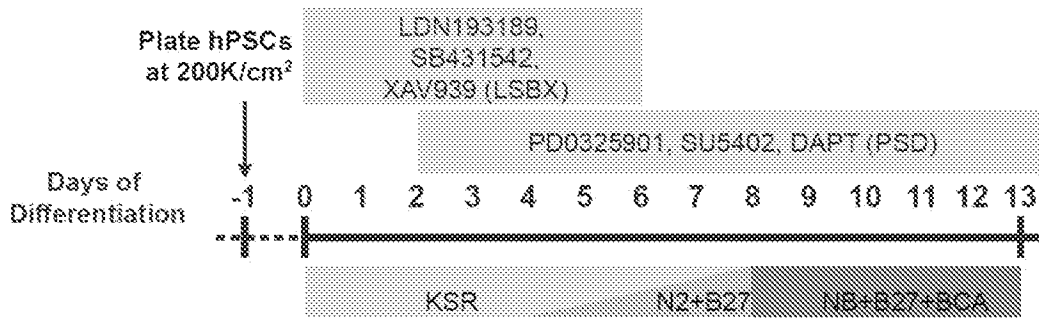 Plate hPSCs
at 200K/cm²
LDN193189,
SB431542,
XAV939 (LSBX)
PD0325901, SU5402, DAPT (PSD)
Days of
Differentiation
-1 0 1 2 3 4 5 6 7 8 9 10 11 12 13
KSR N2+B27 NB+B27+BCA